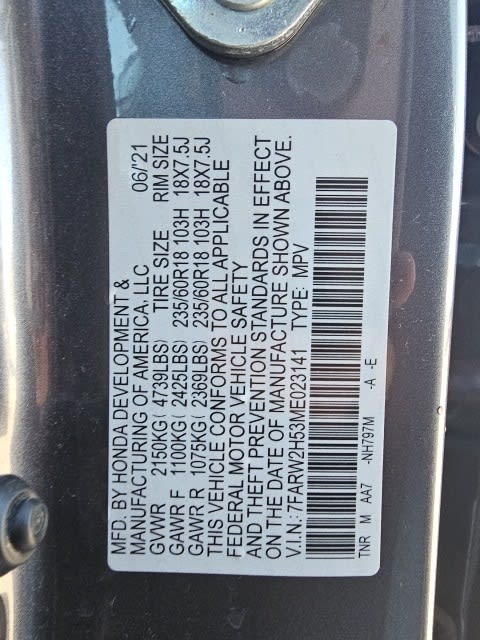 MFD. BY HONDA DEVELOPMENT &
MANUFACTURING OF AMERICA, LLC 06/'21
GVWR 2150KG( 4739LBS) TIRE SIZE RIM SIZE
GAWR F 1100KG( 2425LBS) 235/60R18 103H 18X7.5J
GAWR R 1075KG( 2369LBS) 235/60R18 103H 18X7.5J
THIS VEHICLE CONFORMS TO ALL APPLICABLE
FEDERAL MOTOR VEHICLE SAFETY
AND THEFT PREVENTION STANDARDS IN EFFECT
ON THE DATE OF MANUFACTURE SHOWN ABOVE.
V.I.N.: 7FARW2H53ME023141 TYPE: MPV
TNR M AA7 -NH797M -A -E